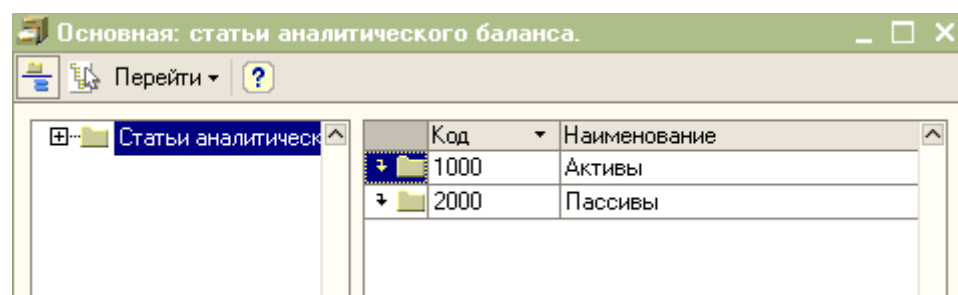 Основная: статьи аналитического баланса.
Перейти
Статьи аналитическ
Код Наименование
1000 Активы
2000 Пассивы